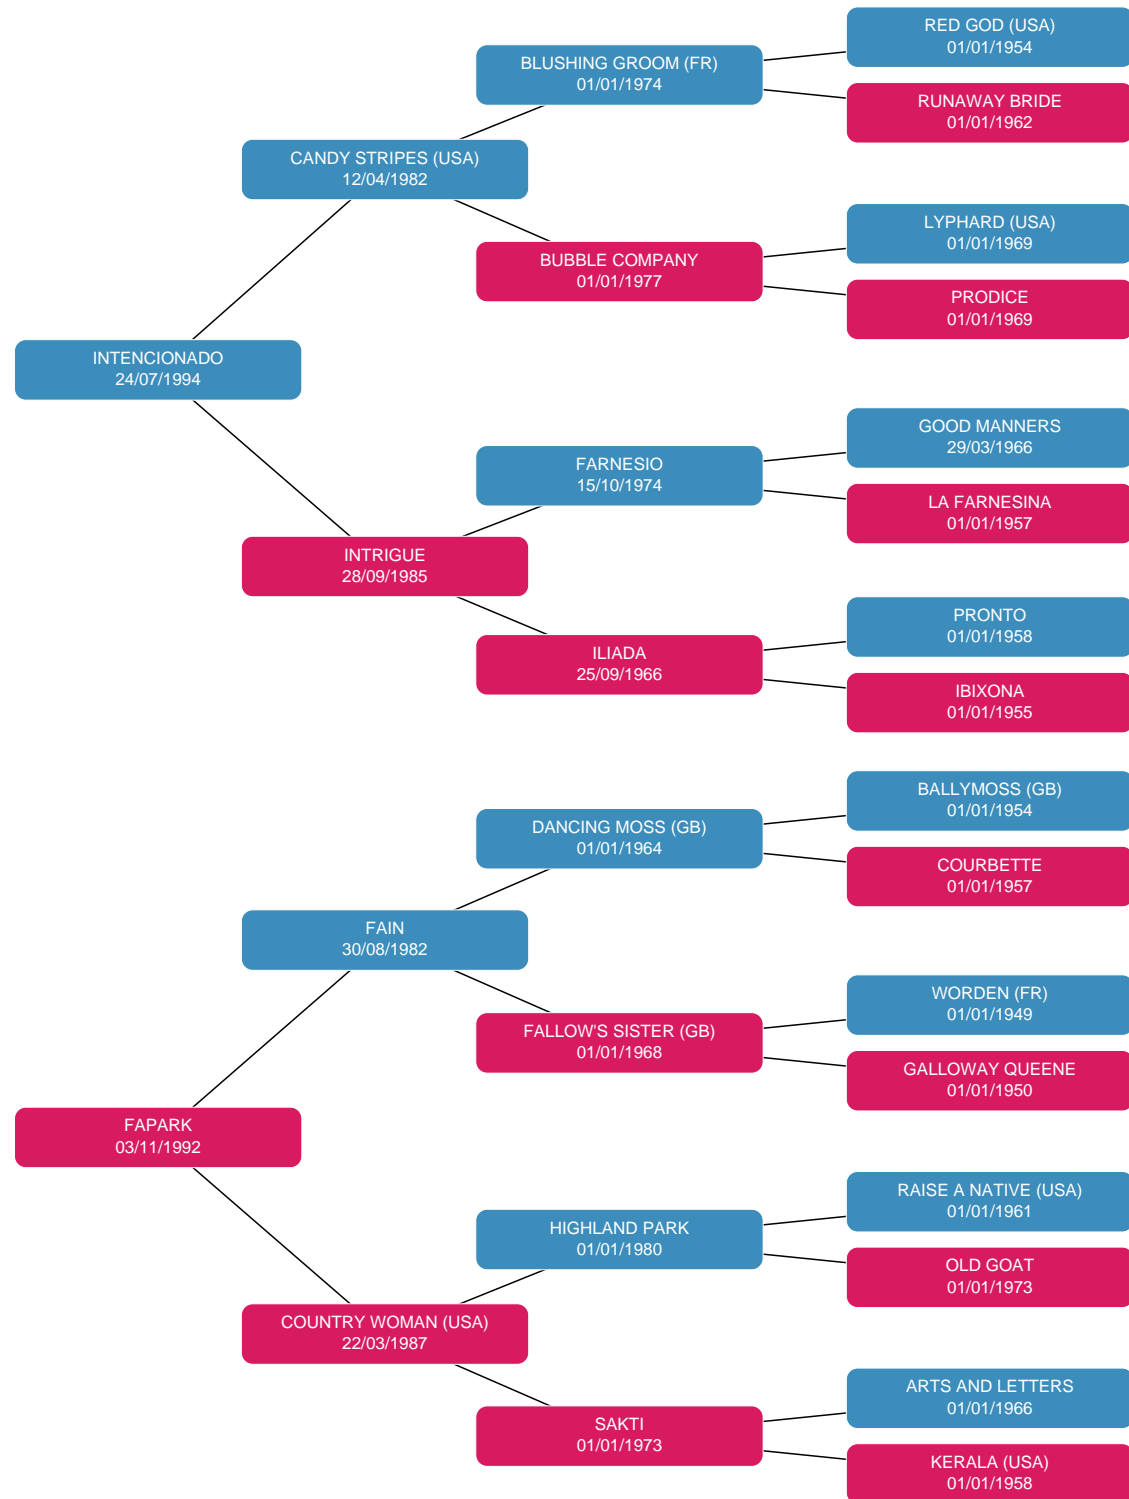 RED GOD (USA)
01/01/1954
BLUSHING GROOM (FR)
01/01/1974
RUNAWAY BRIDE
01/01/1962
CANDY STRIPES (USA)
12/04/1982
LYPHARD (USA)
01/01/1969
BUBBLE COMPANY
01/01/1977
PRODICE
01/01/1969
INTENCIONADO
24/07/1994
GOOD MANNERS
29/03/1966
FARNESIO
15/10/1974
LA FARNESINA
01/01/1957
INTRIGUE
28/09/1985
PRONTO
01/01/1958
ILIADA
25/09/1966
IBIXONA
01/01/1955
BALLYMOSS (GB)
01/01/1954
DANCING MOSS (GB)
01/01/1964
COURBETTE
01/01/1957
FAIN
30/08/1982
WORDEN (FR)
01/01/1949
FALLOW'S SISTER (GB)
01/01/1968
GALLOWAY QUEENE
01/01/1950
FAPARK
03/11/1992
RAISE A NATIVE (USA)
01/01/1961
HIGHLAND PARK
01/01/1980
OLD GOAT
01/01/1973
COUNTRY WOMAN (USA)
22/03/1987
ARTS AND LETTERS
01/01/1966
SAKTI
01/01/1973
KERALA (USA)
01/01/1958